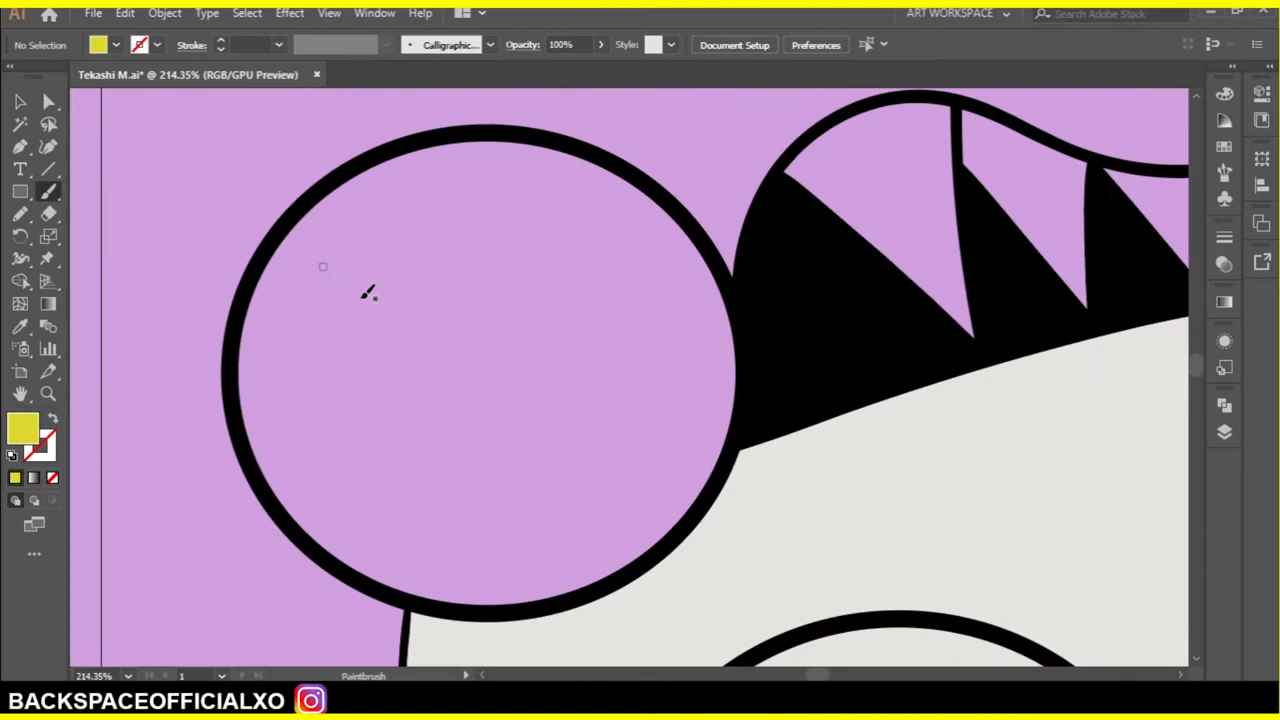 Ai File Edit Object Type Select Effect View Window Help ART WORKSPACE Search Adobe Stock
No Selection Stroke: Calligraphic... Opacity: 100% Style: Document Setup Preferences
Tekashi M.ai* @ 214.35% (RGB/GPU Preview)
214.35% 1 Paintbrush
BACKSPACEOFFICIALXO